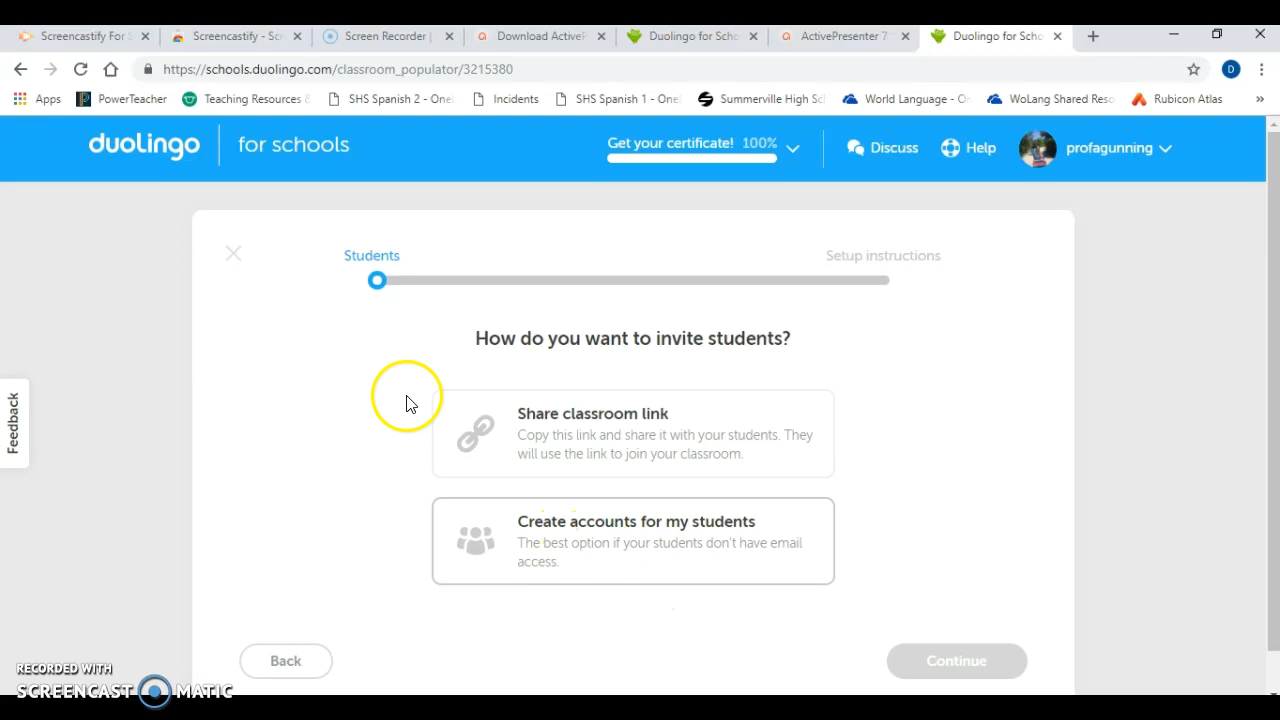 Screencastify For S
Screencastify - Scr
Screen Recorder |
Download ActiveP
Duolingo for Scho
ActivePresenter 7
Duolingo for Scho
https://schools.duolingo.com/classroom_populator/3215380
D
Apps
PowerTeacher
Teaching Resources &
SHS Spanish 2 - Onel
Incidents
SHS Spanish 1 - Onel
Summerville High Sch
World Language - On
WoLang Shared Reso
Rubicon Atlas
»
duolingo
for schools
Get your certificate! 100%
Discuss
Help
profagunning
Feedback
Students
Setup instructions
How do you want to invite students?
Share classroom link
Copy this link and share it with your students. They
will use the link to join your classroom.
Create accounts for my students
The best option if your students don't have email
access.
Back
Continue
RECORDED WITH
SCREENCAST MATIC